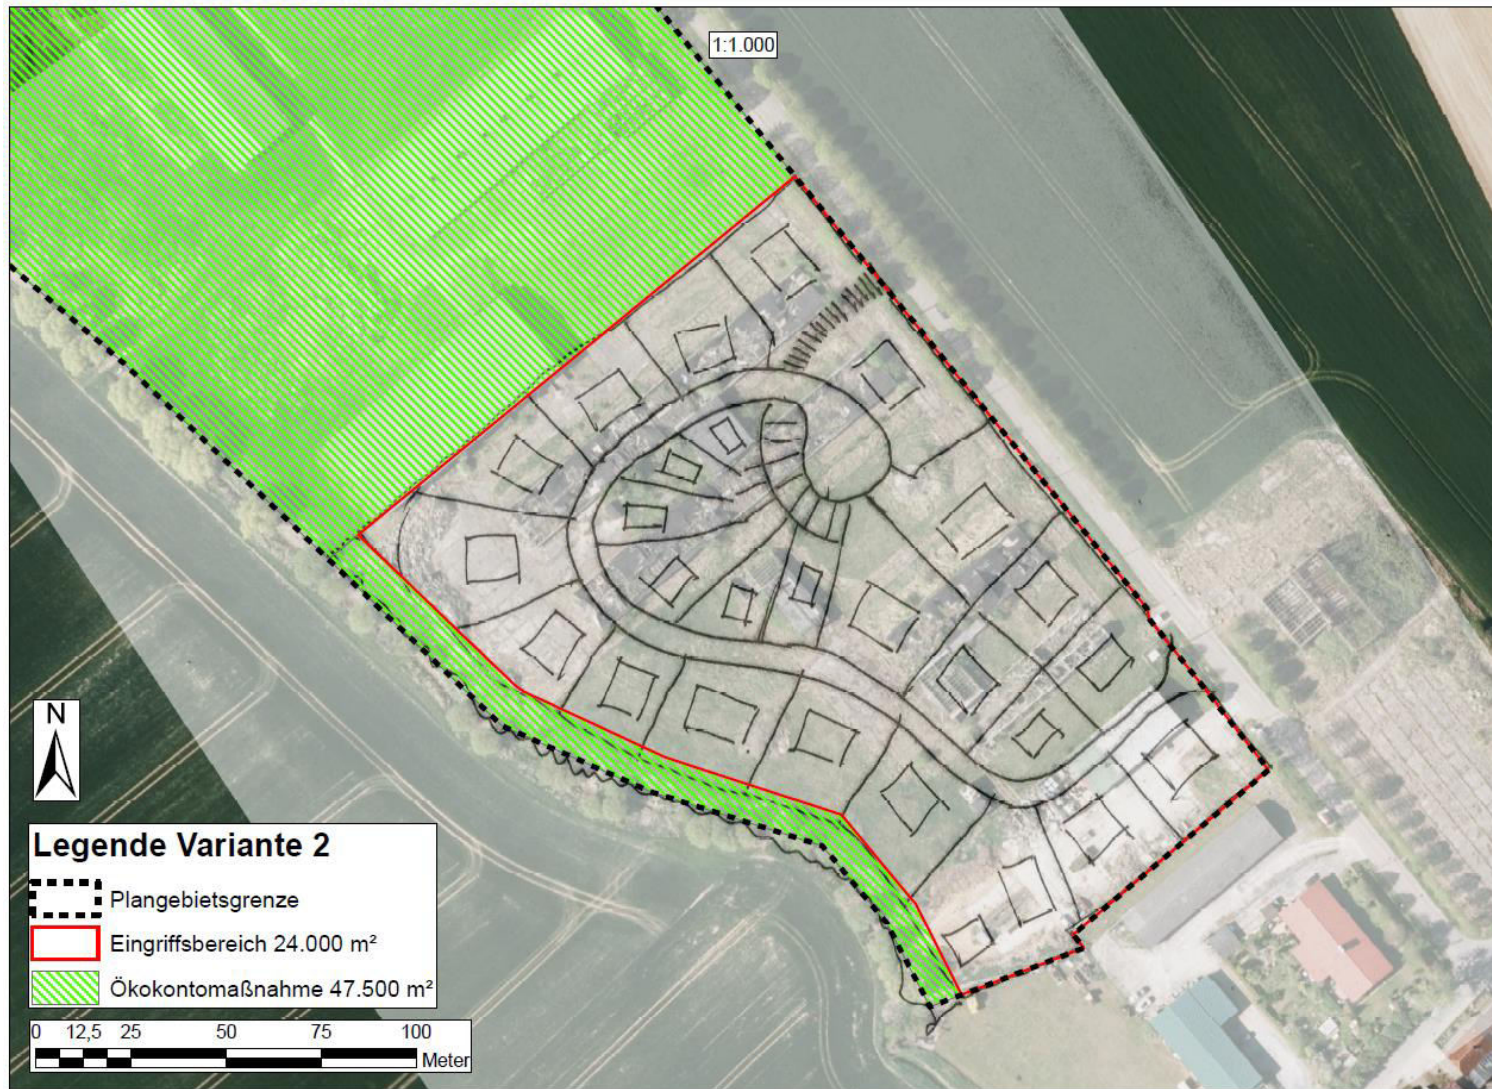 1:1.000
N
Legende Variante 2
Plangebietsgrenze
Eingriffsbereich 24.000 m²
Ökokontomaßnahme 47.500 m²
0 12,5 25 50 75 100
Meter